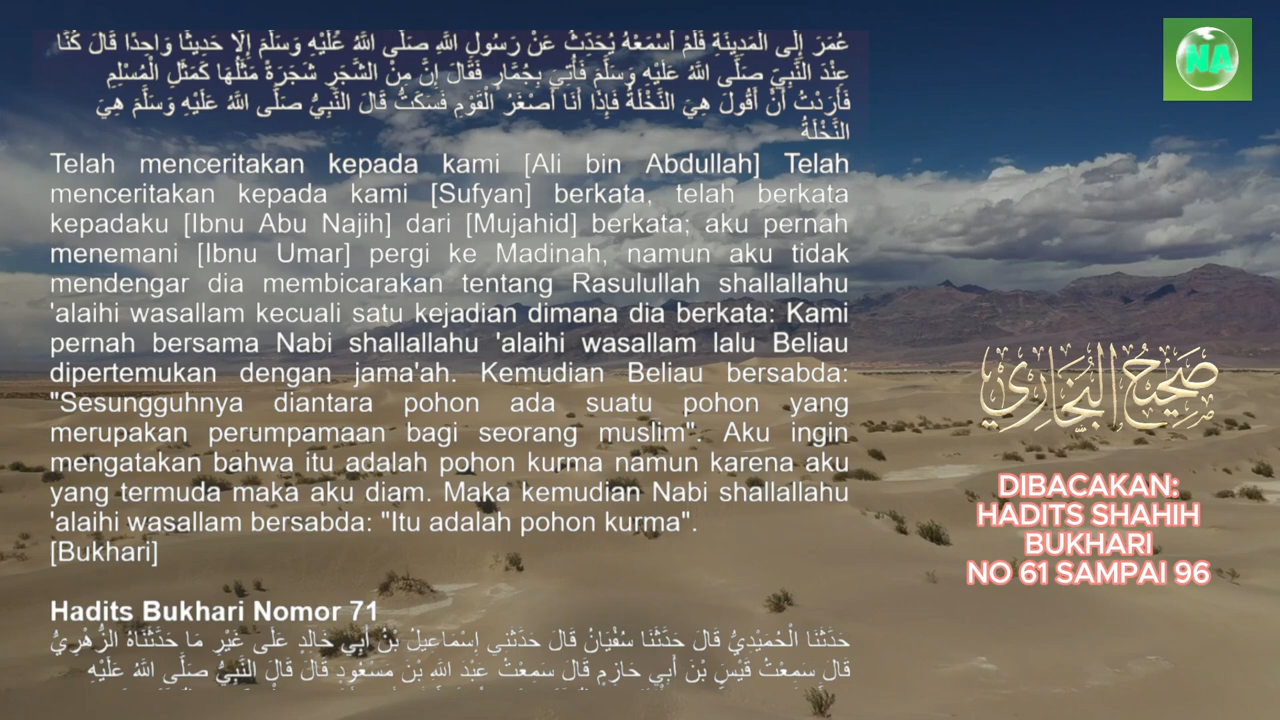 عُمَرَ إِلَى الْمَدِينَةِ فَلَمْ أَسْمَعْهُ يُحَدِّثُ عَنْ رَسُولِ اللَّهِ صَلَّى اللَّهُ عَلَيْهِ وَسَلَّمَ إِلَّا حَدِيثًا وَاحِدًا قَالَ كُنَّا
عِنْدَ النَّبِيِّ صَلَّى اللَّهُ عَلَيْهِ وَسَلَّمَ فَأُتِيَ بِجُمَّارٍ فَقَالَ إِنَّ مِنْ الشَّجَرِ شَجَرَةً مَثَلُهَا كَمَثَلِ الْمُسْلِمِ
فَأَرَدْتُ أَنْ أَقُولَ هِيَ النَّخْلَةُ فَإِذَا أَنَا أَصْغَرُ الْقَوْمِ فَسَكَتُّ قَالَ النَّبِيُّ صَلَّى اللَّهُ عَلَيْهِ وَسَلَّمَ هِيَ
النَّخْلَةُ
Telah menceritakan kepada kami [Ali bin Abdullah] Telah
menceritakan kepada kami [Sufyan] berkata, telah berkata
kepadaku [Ibnu Abu Najih] dari [Mujahid] berkata; aku pernah
menemani [Ibnu Umar] pergi ke Madinah, namun aku tidak
mendengar dia membicarakan tentang Rasulullah shallallahu
'alaihi wasallam kecuali satu kejadian dimana dia berkata: Kami
pernah bersama Nabi shallallahu 'alaihi wasallam lalu Beliau
dipertemukan dengan jama'ah. Kemudian Beliau bersabda:
"Sesungguhnya diantara pohon ada suatu pohon yang
merupakan perumpamaan bagi seorang muslim". Aku ingin
mengatakan bahwa itu adalah pohon kurma namun karena aku
yang termuda maka aku diam. Maka kemudian Nabi shallallahu
'alaihi wasallam bersabda: "Itu adalah pohon kurma".
[Bukhari]
Hadits Bukhari Nomor 71
حَدَّثَنَا الْحُمَيْدِيُّ قَالَ حَدَّثَنَا سُفْيَانُ قَالَ حَدَّثَنِي إِسْمَاعِيلُ بْنُ أَبِي خَالِدٍ عَلَى غَيْرِ مَا حَدَّثَنَاهُ الزُّهْرِيُّ
قَالَ سَمِعْتُ قَيْسَ بْنَ أَبِي حَازِمٍ قَالَ سَمِعْتُ عَبْدَ اللَّهِ بْنَ مَسْعُودٍ قَالَ قَالَ النَّبِيُّ صَلَّى اللَّهُ عَلَيْهِ
NA
صحيح البخاري
DIBACAKAN:
HADITS SHAHIH
BUKHARI
NO 61 SAMPAI 96